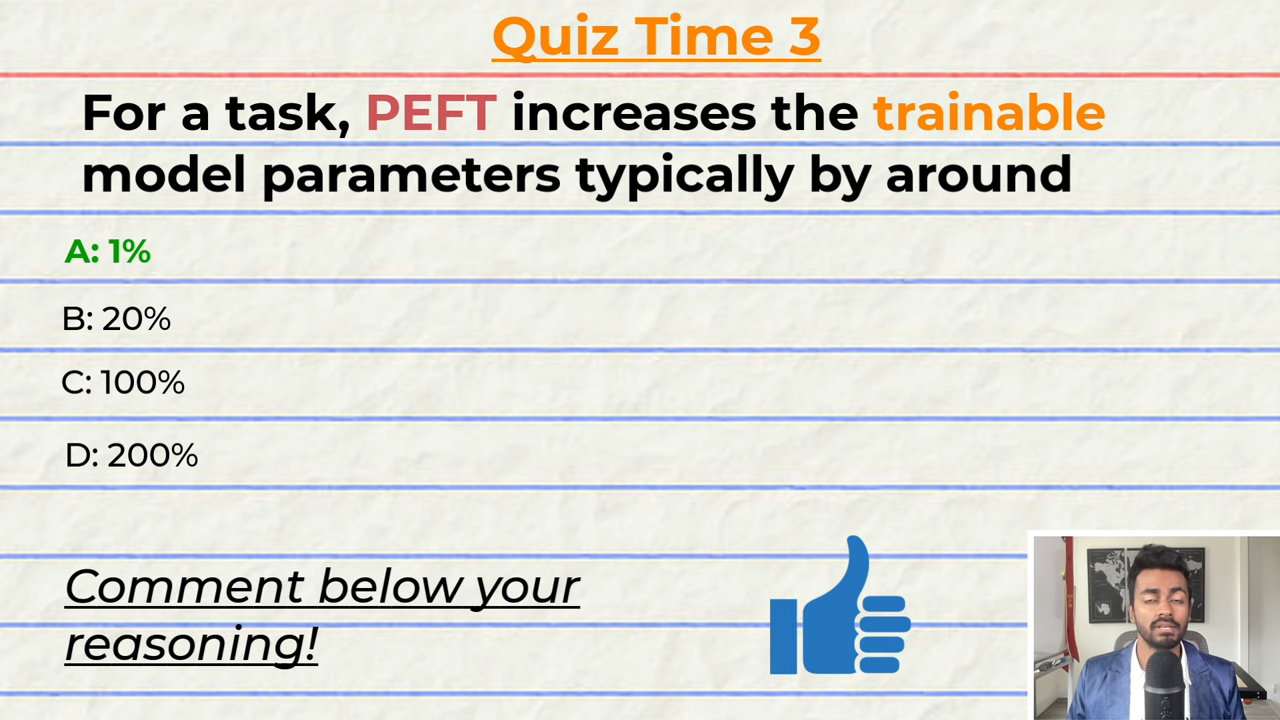 Quiz Time 3
For a task, PEFT increases the trainable
model parameters typically by around
A: 1%
B: 20%
C: 100%
D: 200%
Comment below your
reasoning!